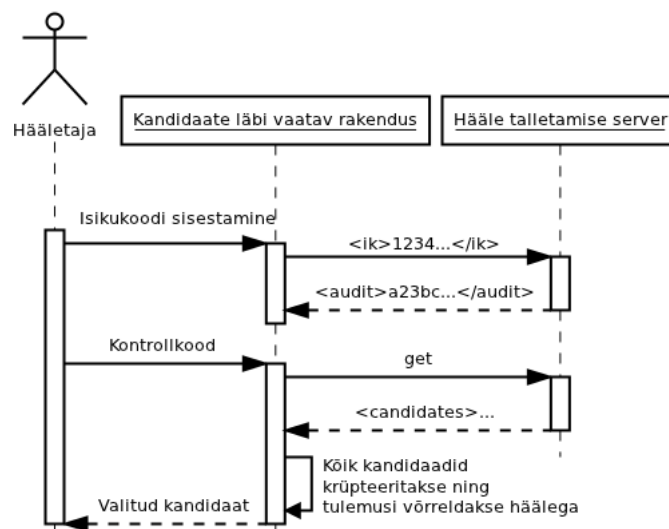 Hääletaja
Kandidaate läbi vaatav rakendus
Hääle talletamise server
Isikukoodi sisestamine
<ik>1234...</ik>
<audit>a23bc...</audit>
Kontrollkood
get
<candidates>...
Kõik kandidaadid
krüpteeritakse ning
tulemusi võrreldakse häälega
Valitud kandidaat